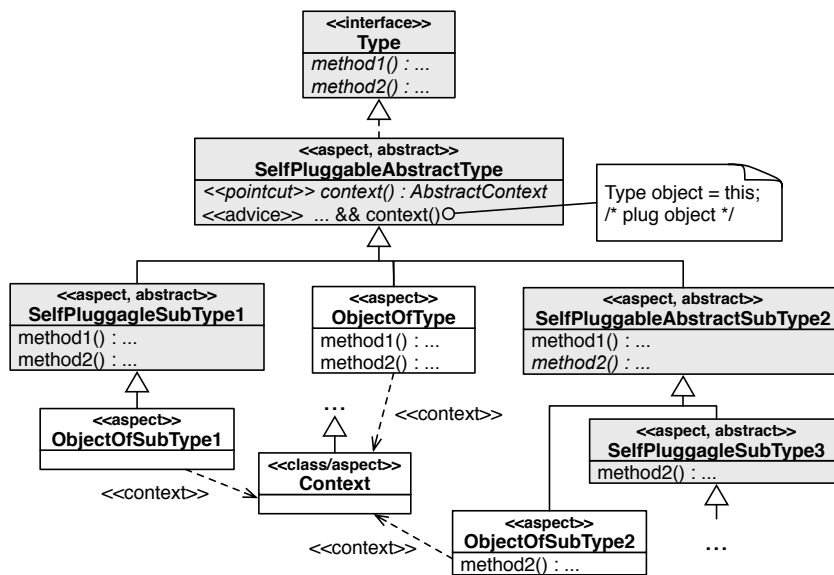 <<interface>>
Type
method1() : ...
method2() : ...
<<aspect, abstract>>
SelfPluggableAbstractType
<<pointcut>> context() : AbstractContext
<<advice>> ... && context()
Type object = this;
/* plug object */
<<aspect, abstract>>
SelfPluggagleSubType1
method1() : ...
method2() : ...
<<aspect>>
ObjectOfType
method1() : ...
method2() : ...
<<aspect, abstract>>
SelfPluggableAbstractSubType2
method1() : ...
method2() : ...
<<aspect>>
ObjectOfSubType1
...
<<context>>
<<aspect, abstract>>
SelfPluggagleSubType3
method2() : ...
<<class/aspect>>
Context
<<context>>
<<aspect>>
ObjectOfSubType2
method2() : ...
<<context>>
...